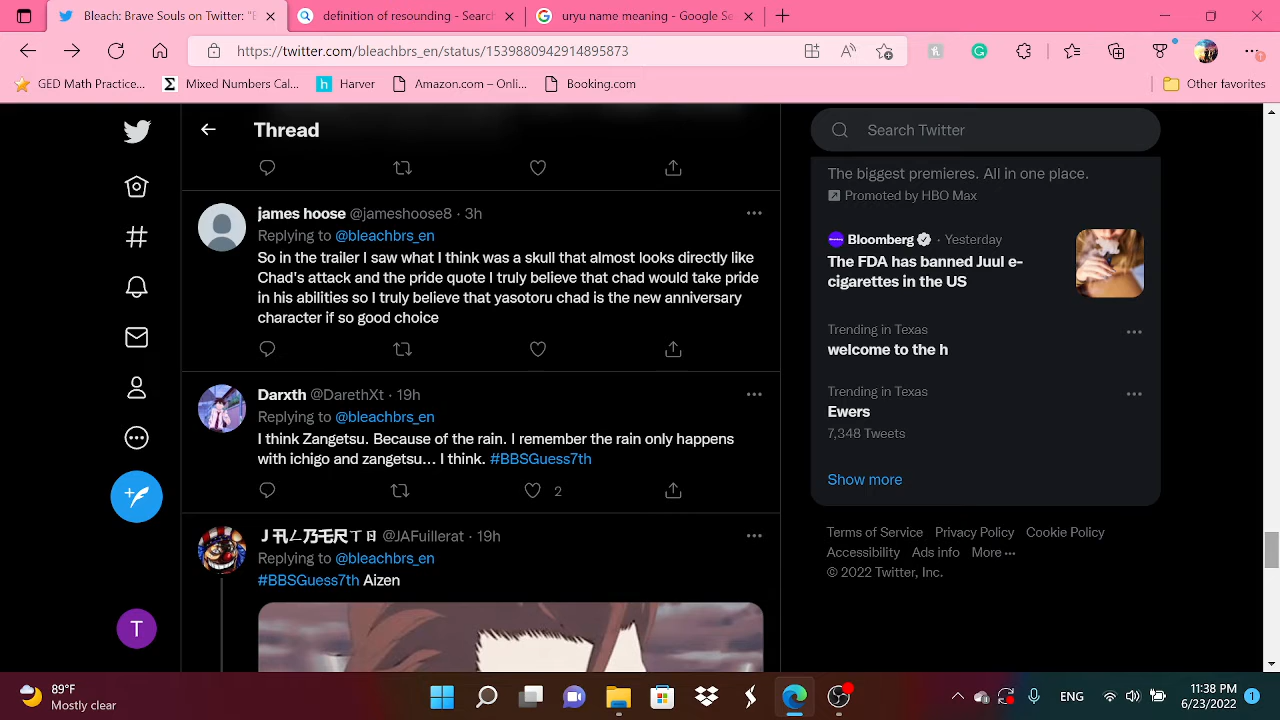 Bleach: Brave Souls on Twitter: "E
definition of resounding - Search
uryu name meaning - Google Se
https://twitter.com/bleachbrs_en/status/1539880942914895873
GED Math Practice...
Mixed Numbers Cal...
Harver
Amazon.com – Onli...
Booking.com
Other favorites
Thread
Search Twitter
The biggest premieres. All in one place.
Promoted by HBO Max
james hoose @jameshoose8 · 3h
Replying to @bleachbrs_en
So in the trailer I saw what I think was a skull that almost looks directly like
Chad's attack and the pride quote I truly believe that chad would take pride
in his abilities so I truly believe that yasotoru chad is the new anniversary
character if so good choice
Bloomberg · Yesterday
The FDA has banned Juul e-
cigarettes in the US
Trending in Texas
welcome to the h
Trending in Texas
Ewers
7,348 Tweets
Show more
Darxth @DarethXt · 19h
Replying to @bleachbrs_en
I think Zangetsu. Because of the rain. I remember the rain only happens
with ichigo and zangetsu... I think. #BBSGuess7th
2
@JAFuillerat · 19h
Replying to @bleachbrs_en
#BBSGuess7th Aizen
Terms of Service Privacy Policy Cookie Policy
Accessibility Ads info More
© 2022 Twitter, Inc.
T
89°F
Mostly clear
ENG
11:38 PM
6/23/2022
1